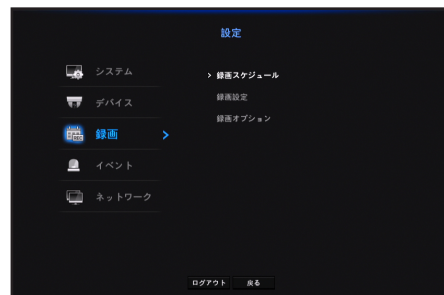 設定
システム
デバイス
録画
イベント
ネットワーク
> 録画スケジュール
録画設定
録画オプション
ログアウト 戻る